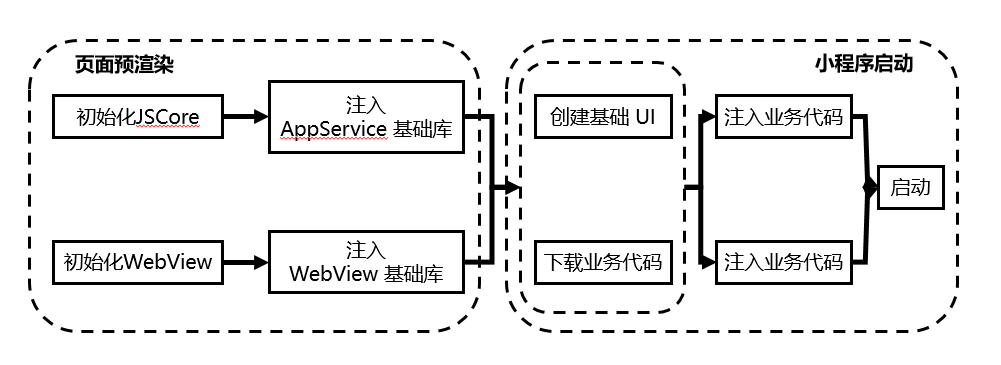 页面预渲染
小程序启动
初始化JSCore
注入
AppService 基础库
创建基础 UI
注入业务代码
启动
初始化WebView
注入
WebView 基础库
下载业务代码
注入业务代码